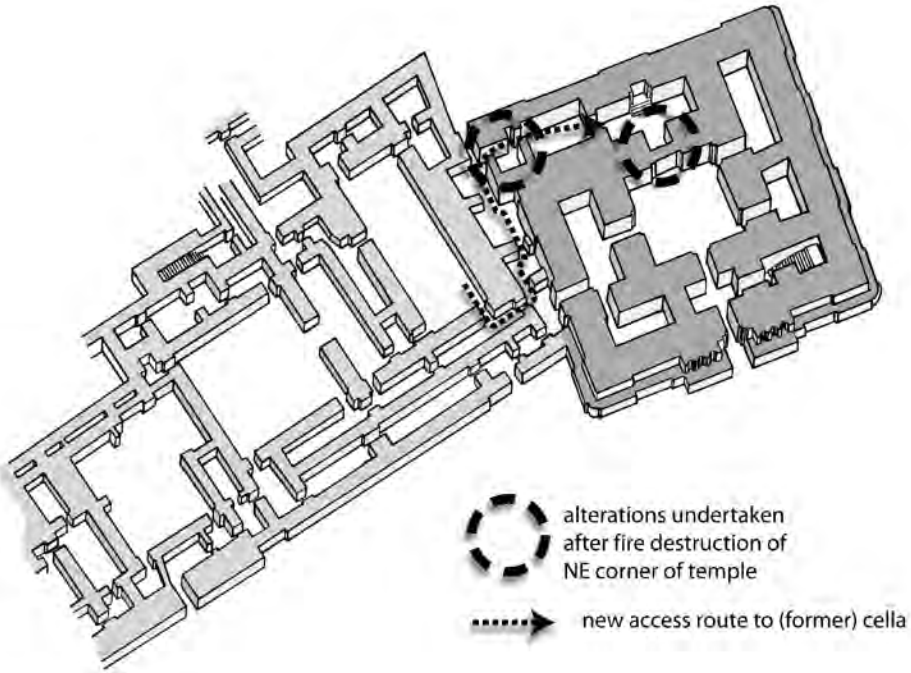 alterations undertaken
after fire destruction of
NE corner of temple
new access route to (former) cella